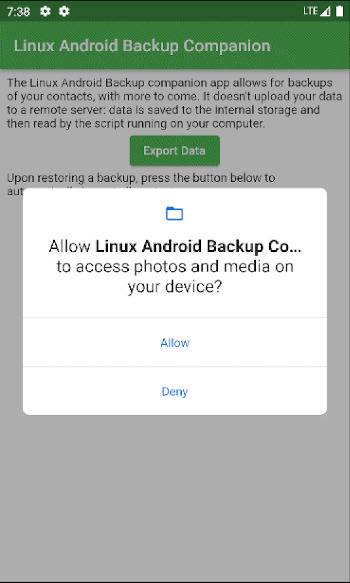 7:38
LTE
Linux Android Backup Companion
The Linux Android Backup companion app allows for backups
of your contacts, with more to come. It doesn't upload your data
to a remote server: data is saved to the internal storage and
then read by the script running on your computer.
Export Data
Upon restoring a backup, press the button below to
Allow Linux Android Backup Co...
to access photos and media on
your device?
Allow
Deny